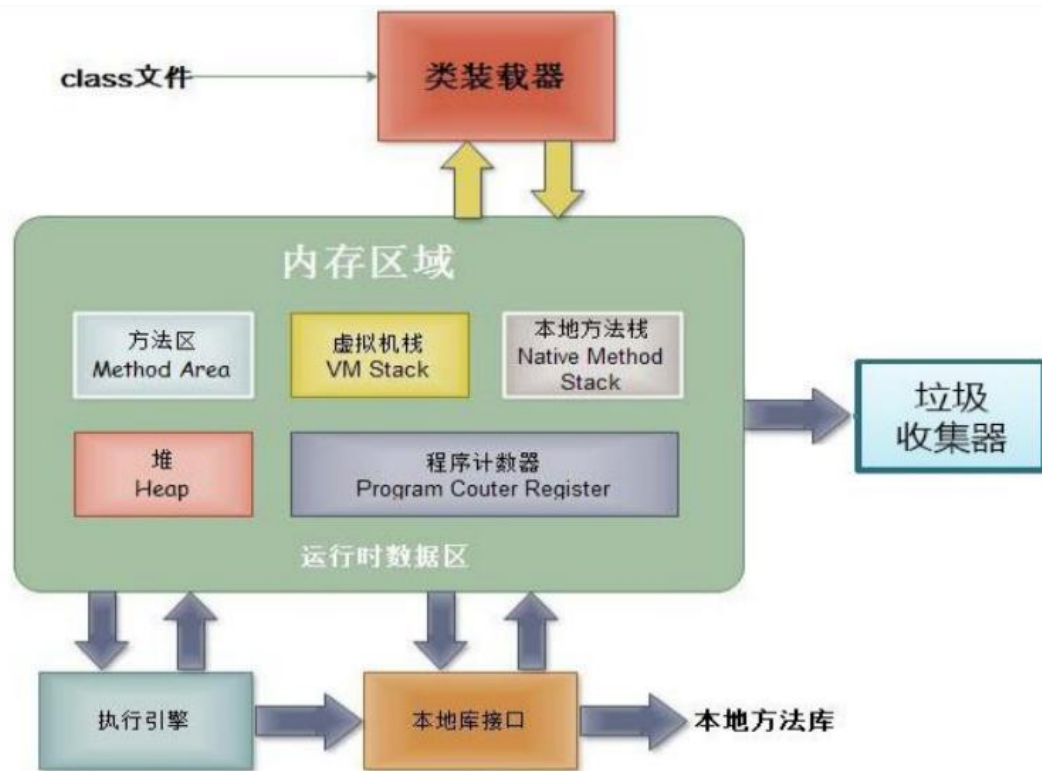 class文件
类装载器
内存区域
方法区
Method Area
虚拟机栈
VM Stack
本地方法栈
Native Method
Stack
堆
Heap
程序计数器
Program Couter Register
运行时数据区
垃圾
收集器
执行引擎
本地库接口
本地方法库